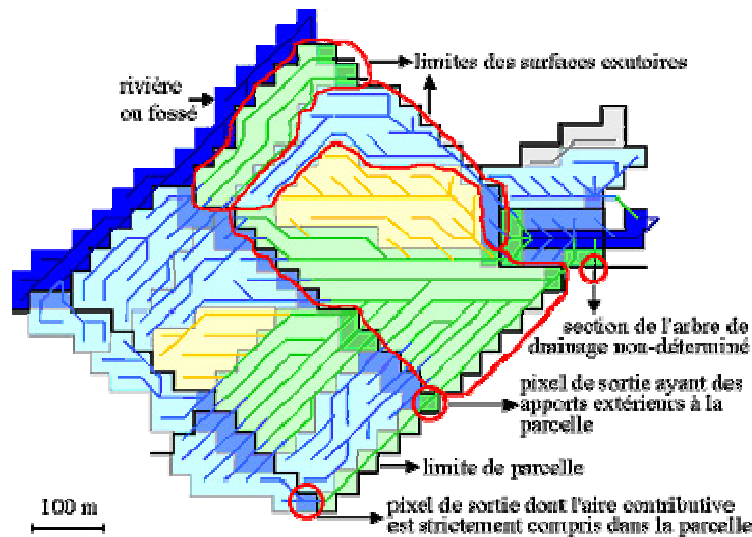 limites des surfaces exutoires
rivière
ou fossé
section de l'arbre de
drainage non-déterminé
pixel de sortie ayant des
apports extérieurs à la
parcelle
limite de parcelle
100 m
pixel de sortie dont l'aire contributive
est strictement compris dans la parcelle